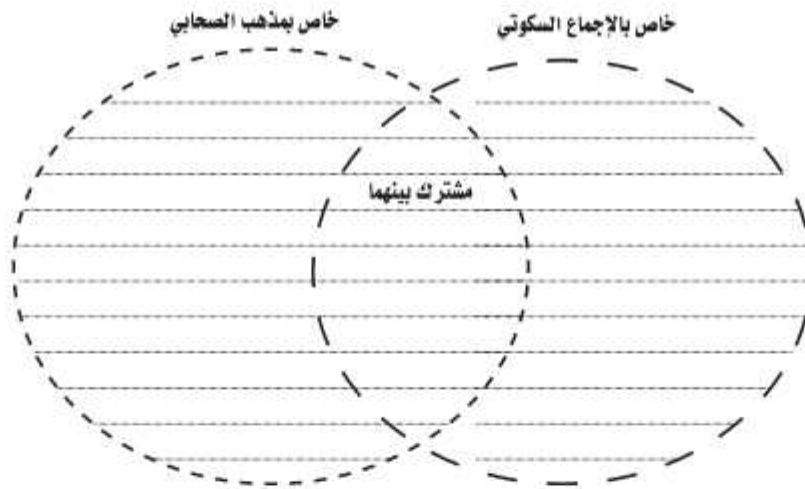 خاص بالإجماع السكوتي
خاص بمذهب الصحابي
مشترك بينهما